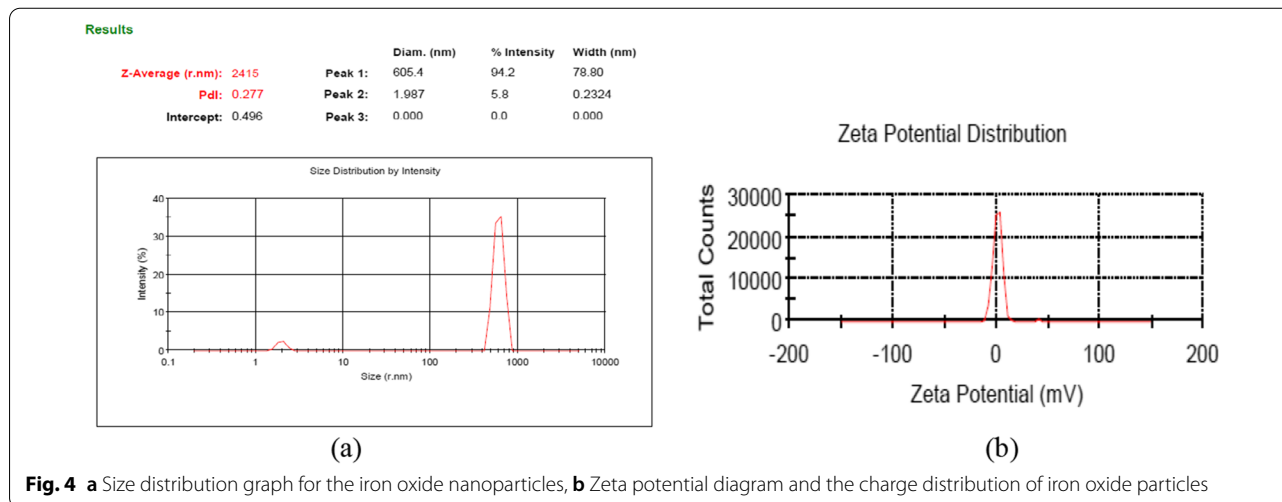 Results
Diam. (nm) % Intensity Width (nm)
Z-Average (r.nm): 2415 Peak 1: 605.4 94.2 78.80
PdI: 0.277 Peak 2: 1.987 5.8 0.2324
Intercept: 0.496 Peak 3: 0.000 0.0 0.000
Size Distribution by Intensity
40
30
20
10
0
Intensity (%)
0.1 1 10 100 1000 10000
Size (r.nm)
(a)
Zeta Potential Distribution
30000
20000
10000
0
Total Counts
-200 -100 0 100 200
Zeta Potential (mV)
(b)
Fig. 4 a Size distribution graph for the iron oxide nanoparticles, b Zeta potential diagram and the charge distribution of iron oxide particles